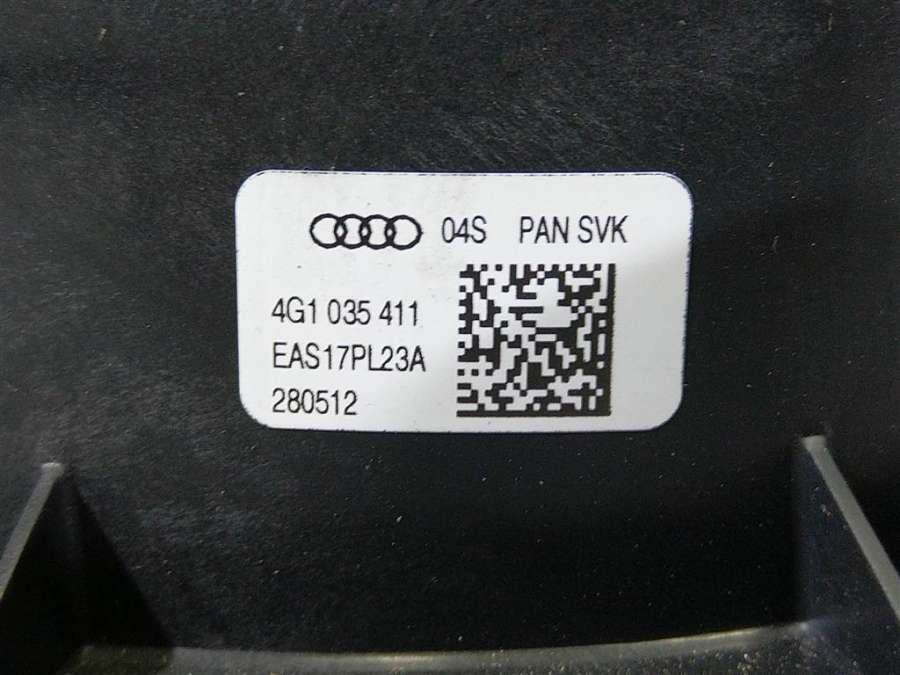 04S PAN SVK
4G1 035 411
EAS17PL23A
280512